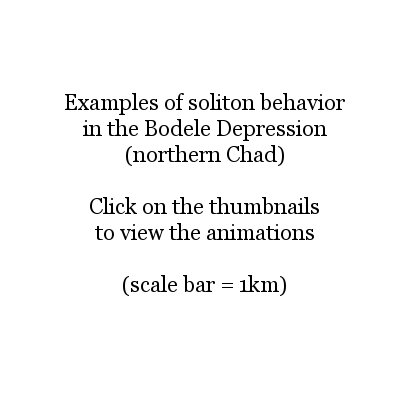 Examples of soliton behavior
in the Bodele Depression
(northern Chad)
Click on the thumbnails
to view the animations
(scale bar = 1km)